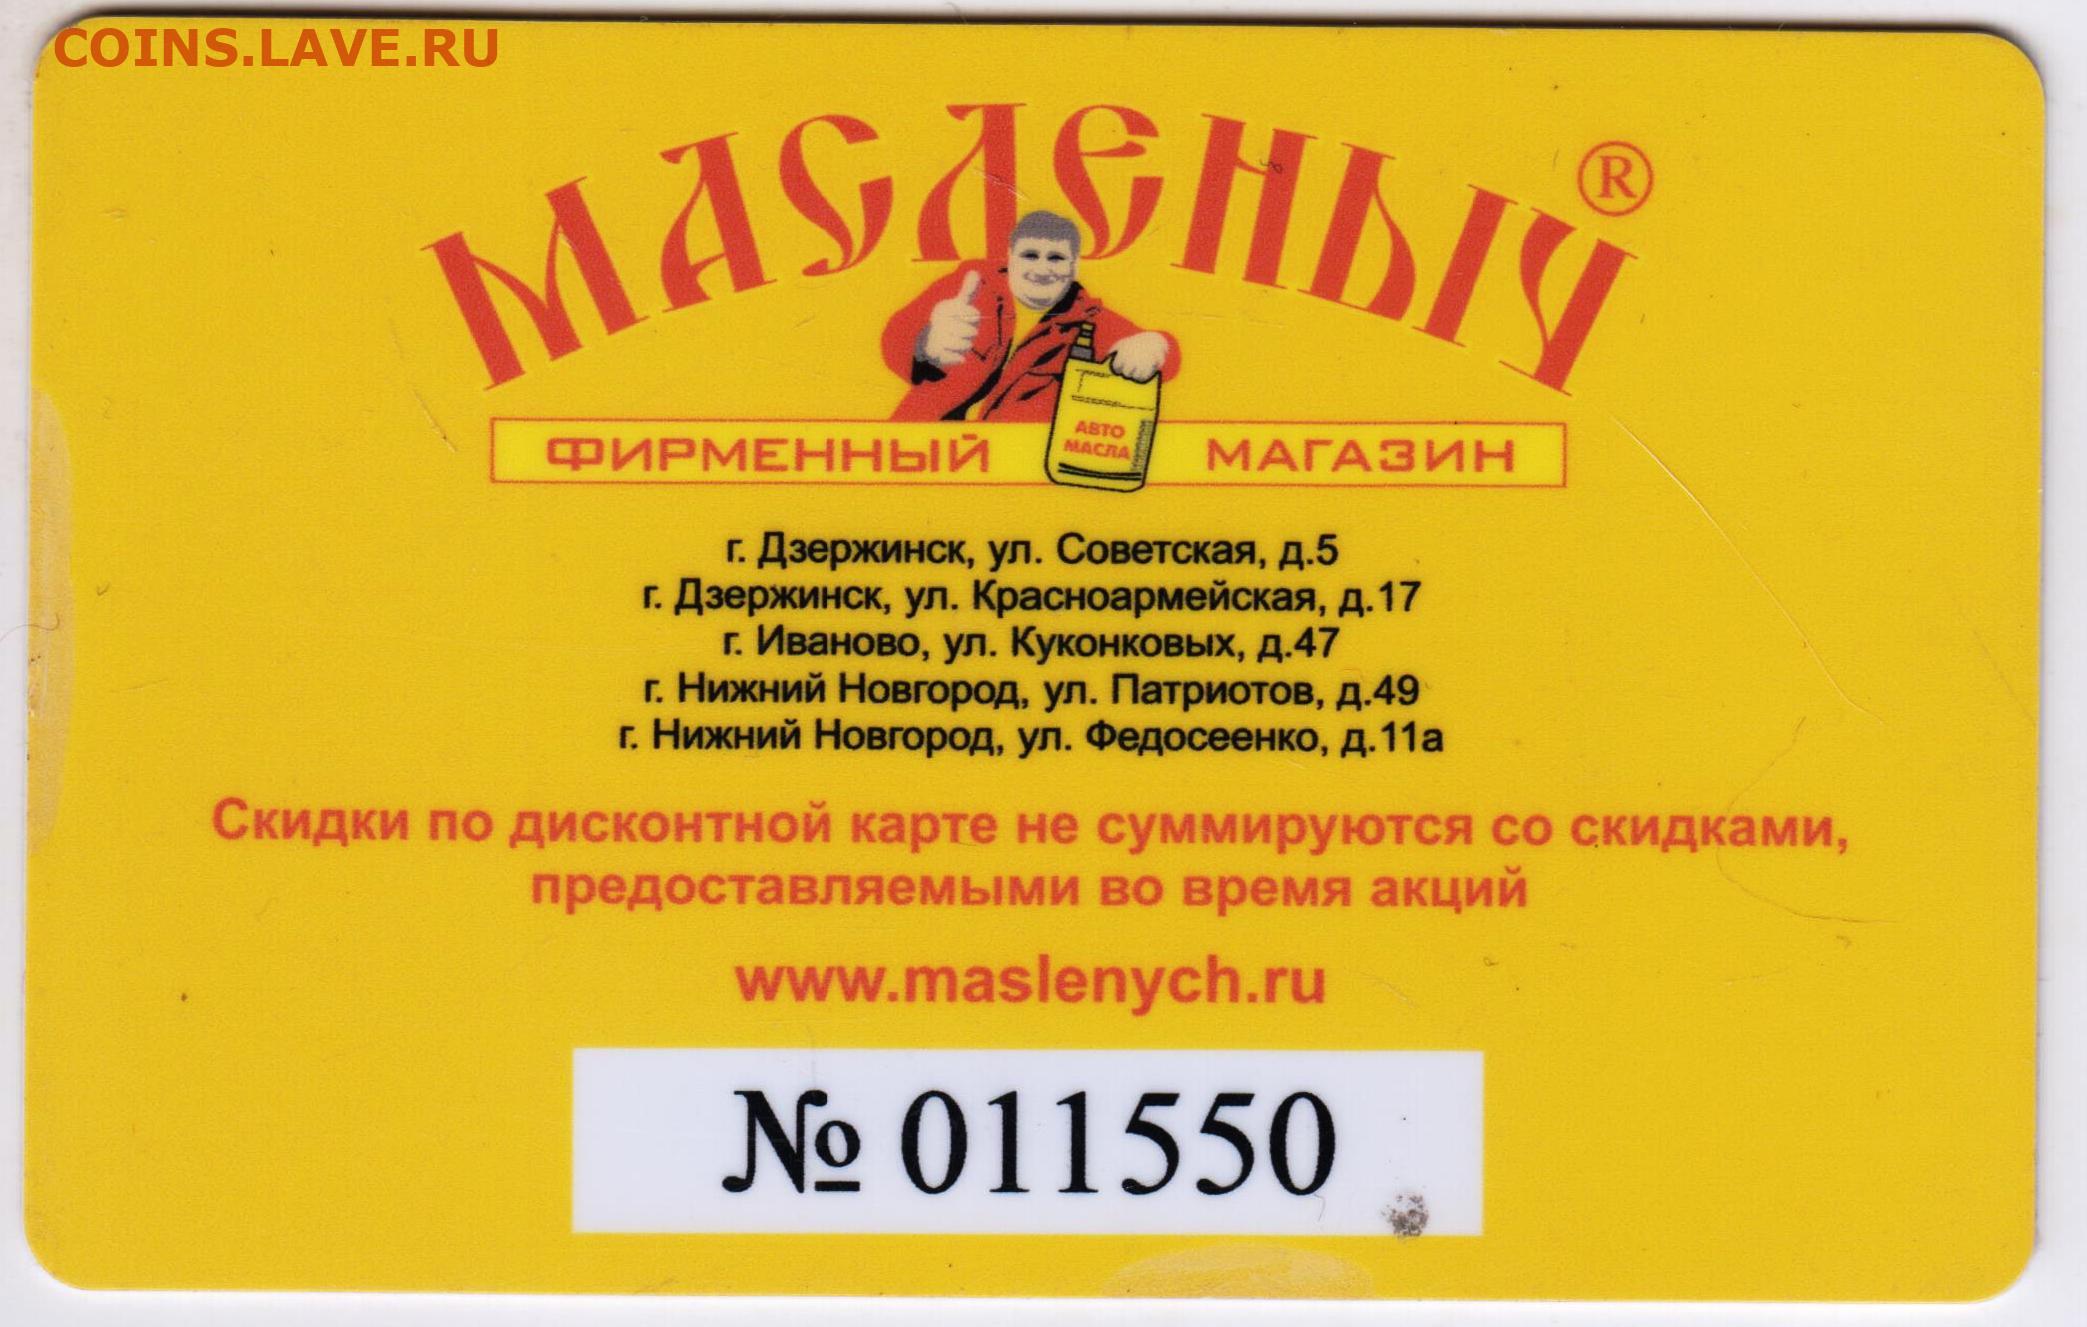 COINS.LAVE.RU
МАСЛЕНЫЧ®
ФИРМЕННЫЙ МАГАЗИН
АВТО
МАСЛА
г. Дзержинск, ул. Советская, д.5
г. Дзержинск, ул. Красноармейская, д.17
г. Иваново, ул. Куконковых, д.47
г. Нижний Новгород, ул. Патриотов, д.49
г. Нижний Новгород, ул. Федосеенко, д.11а
Скидки по дисконтной карте не суммируются со скидками,
предоставляемыми во время акций
www.maslenych.ru
№ 011550